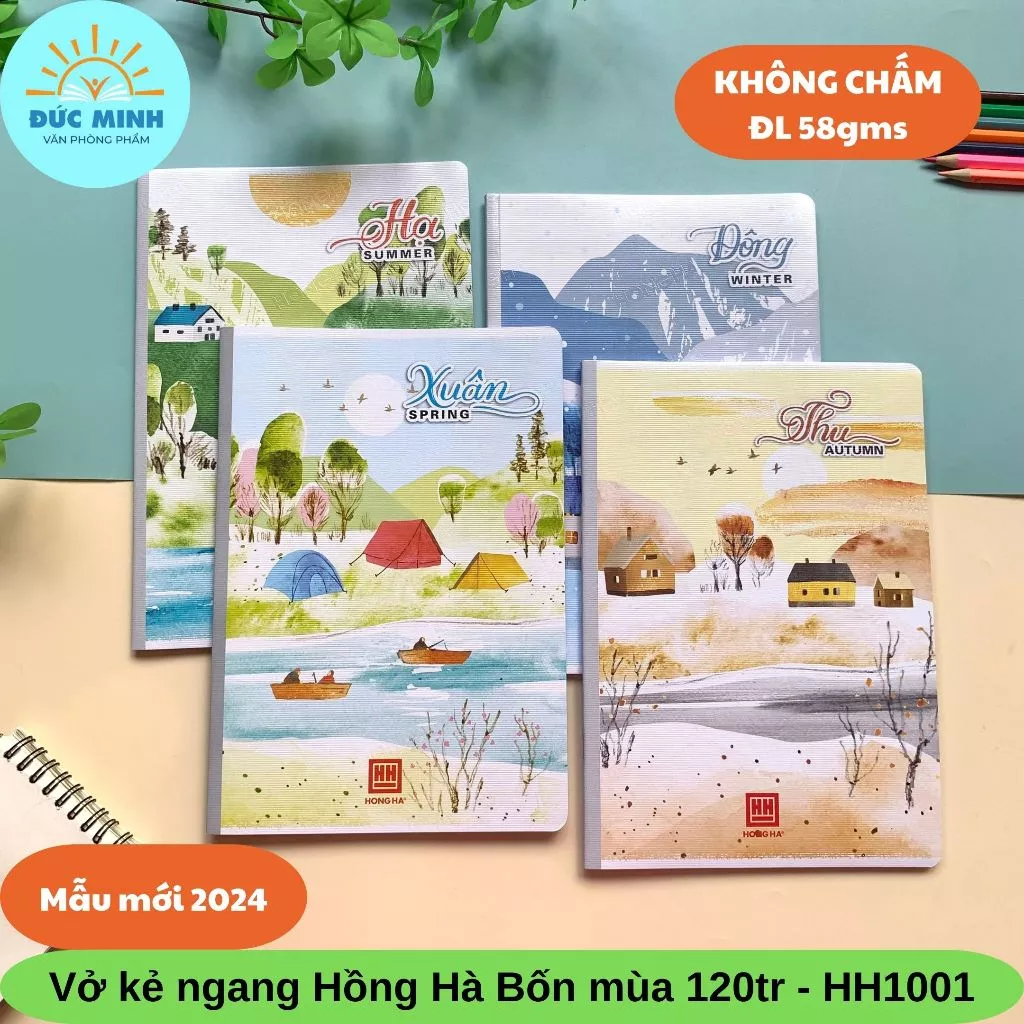 ĐỨC MINH
VĂN PHÒNG PHẨM
KHÔNG CHẤM
ĐL 58gms
Hạ
SUMMER
Đông
WINTER
Xuân
SPRING
Thu
AUTUMN
HH
HONG HA®
HH
HONG HA®
Mẫu mới 2024
Vở kẻ ngang Hồng Hà Bốn mùa 120tr - HH1001